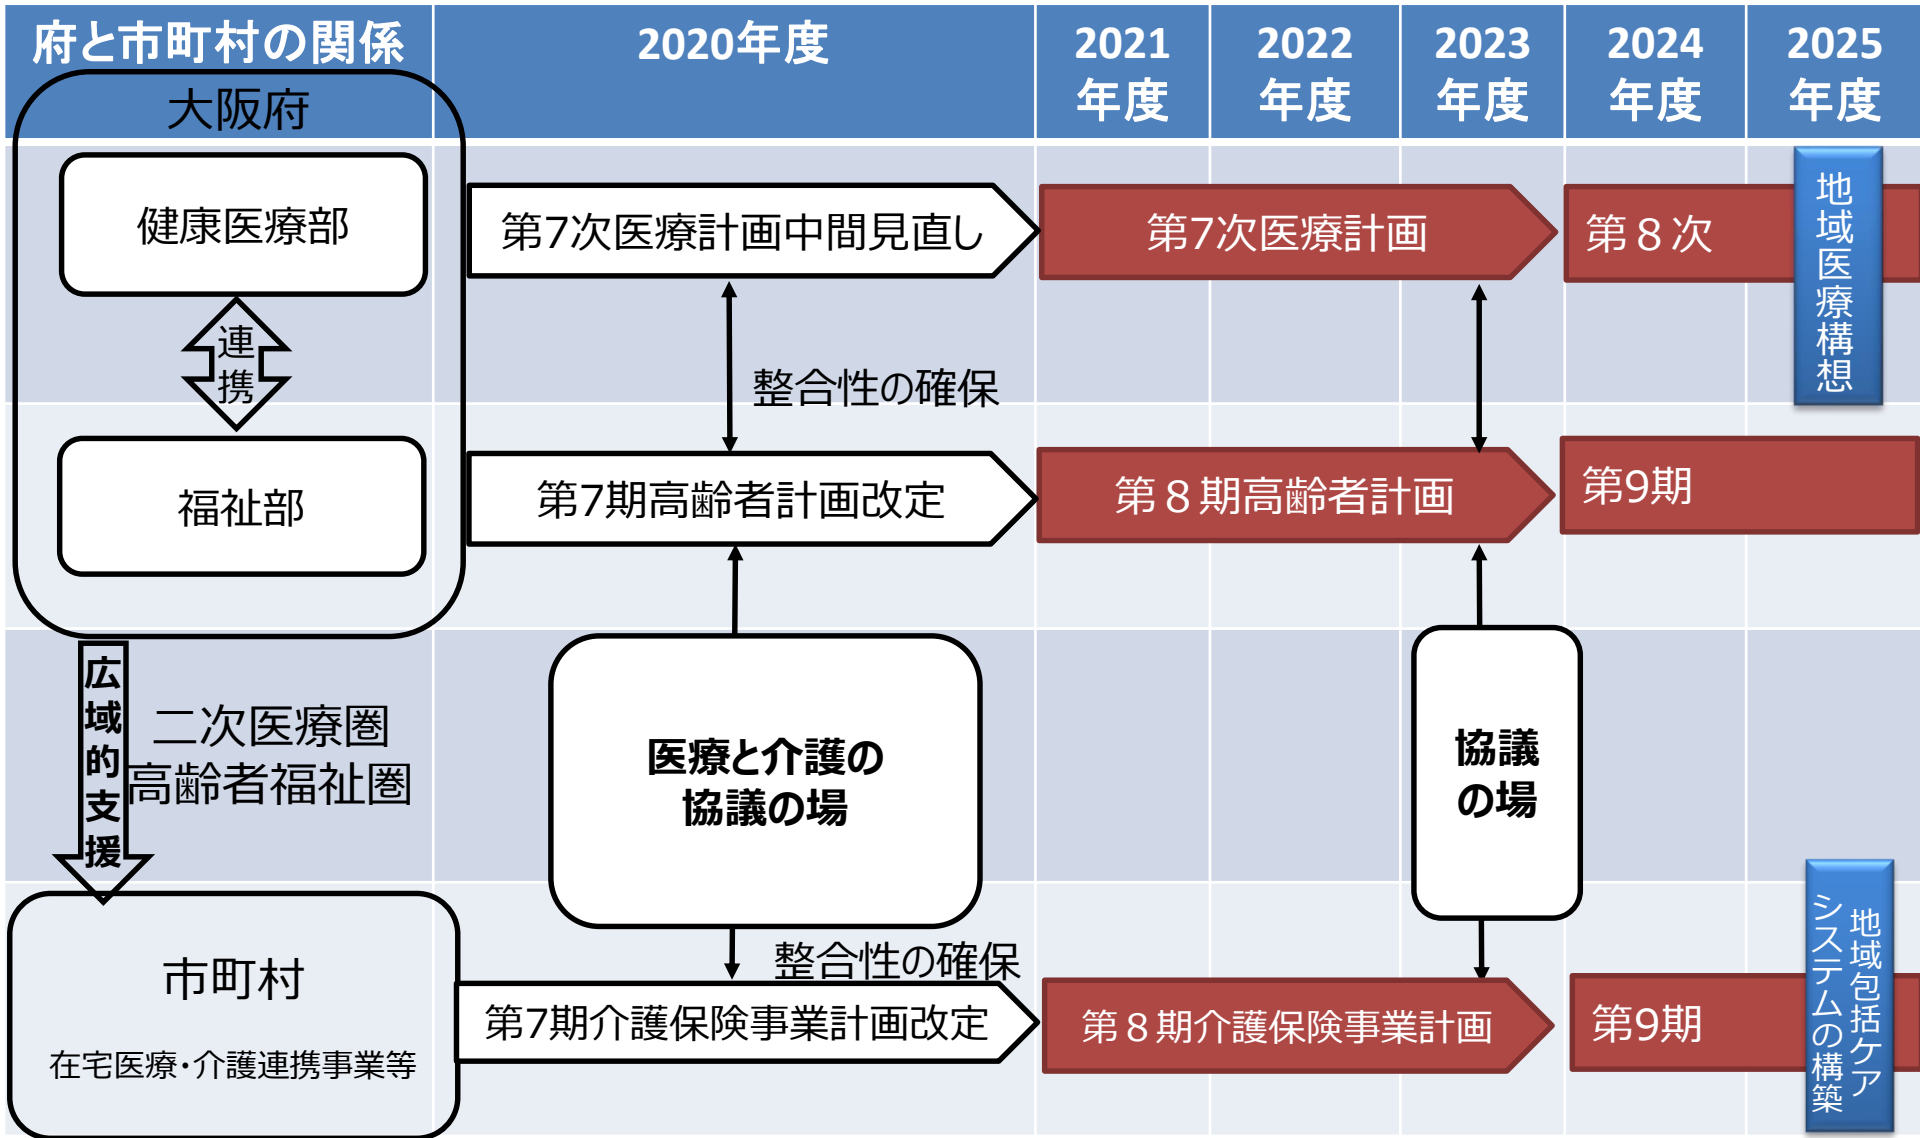 府と市町村の関係
2020年度
2021
年度
2022
年度
2023
年度
2024
年度
2025
年度
大阪府
健康医療部
第7次医療計画中間見直し
第7次医療計画
第８次
地域医療構想
連
携
整合性の確保
福祉部
第7期高齢者計画改定
第８期高齢者計画
第9期
広域的支援
二次医療圏
高齢者福祉圏
医療と介護の
協議の場
協議
の場
市町村
在宅医療・介護連携事業等
整合性の確保
第7期介護保険事業計画改定
第８期介護保険事業計画
第9期
地域包括ケア
システムの構築